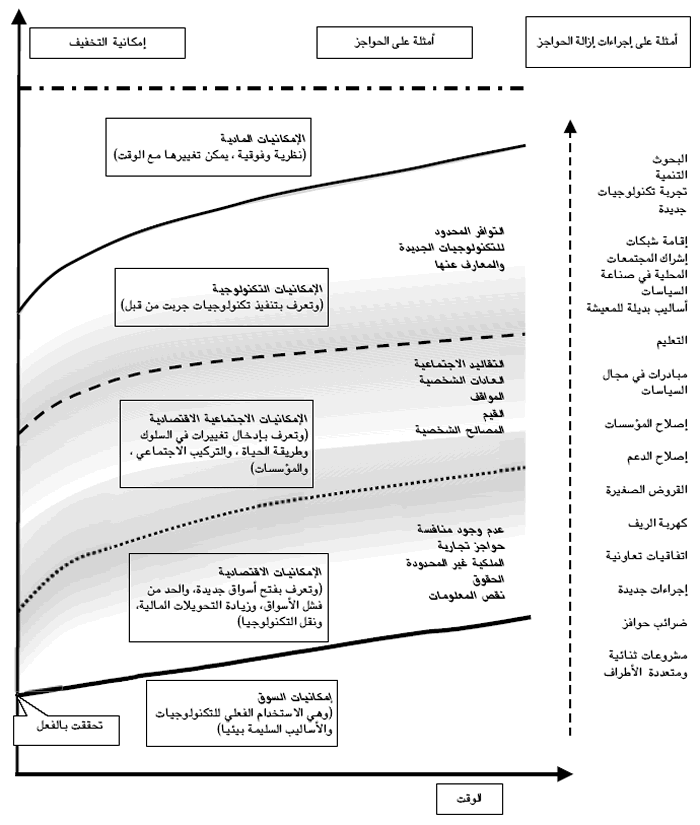 أمثلة على إجراءات إزالة الحواجز
أمثلة على الحواجز
إمكانية التخفيف
الإمكانيات المادية
(نظرية وفوقية ، يمكن تغييرها مع الوقت)
التوافر المحدود
للتكنولوجيات الجديدة
والمعارف عنها
الإمكانيات التكنولوجية
(وتعرف بتنفيذ تكنولوجيات جربت من قبل)
التقاليد الاجتماعية
العادات الشخصية
المواقف
القيم
المصالح الشخصية
الإمكانيات الاجتماعية الاقتصادية
(وتعرف بإدخال تغييرات في السلوك
وطريقة الحياة ، والتركيب الاجتماعي ،
والمؤسسات)
عدم وجود منافسة
حواجز تجارية
الملكية غير المحدودة
الحقوق
نقص المعلومات
الإمكانيات الاقتصادية
(وتعرف بفتح أسواق جديدة، والحد من
فشل الأسواق، وزيادة التحويلات المالية،
ونقل التكنولوجيا)
إمكانيات السوق
(وهي الاستخدام الفعلي للتكنولوجيات
والأساليب السليمة بيئيا)
تحققت بالفعل
البحوث
التنمية
تجربة تكنولوجيات
جديدة
إقامة شبكات
إشراك المجتمعات
المحلية في صناعة
السياسات
أساليب بديلة للمعيشة
التعليم
مبادرات في مجال
السياسات
إصلاح المؤسسات
إصلاح الدعم
القروض الصغيرة
كهربة الريف
اتفاقيات تعاونية
إجراءات جديدة
ضرائب حوافز
مشروعات ثنائية
ومتعددة الأطراف
الوقت